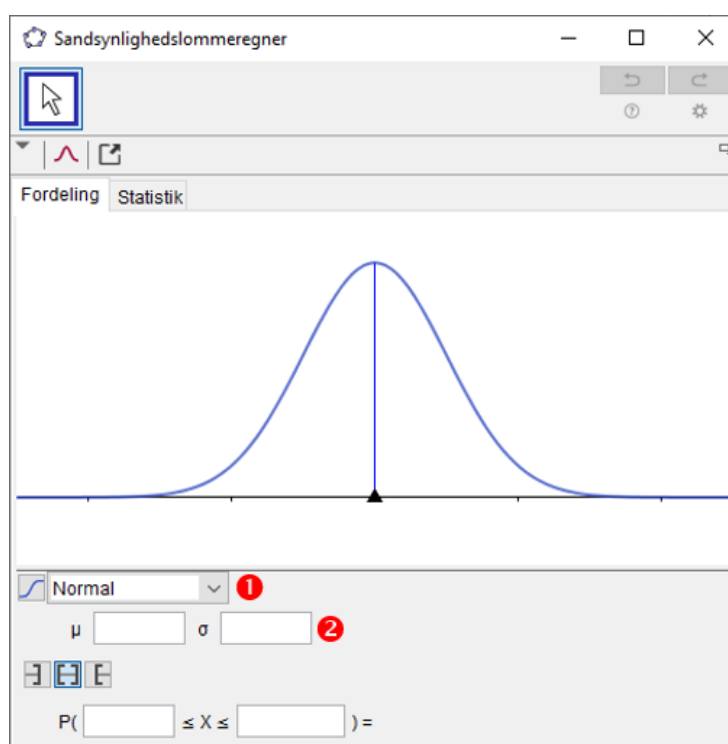 Sandsynlighedslommeregner
Fordeling Statistik
Normal 1
μ σ 2
P( ≤ X ≤ ) =